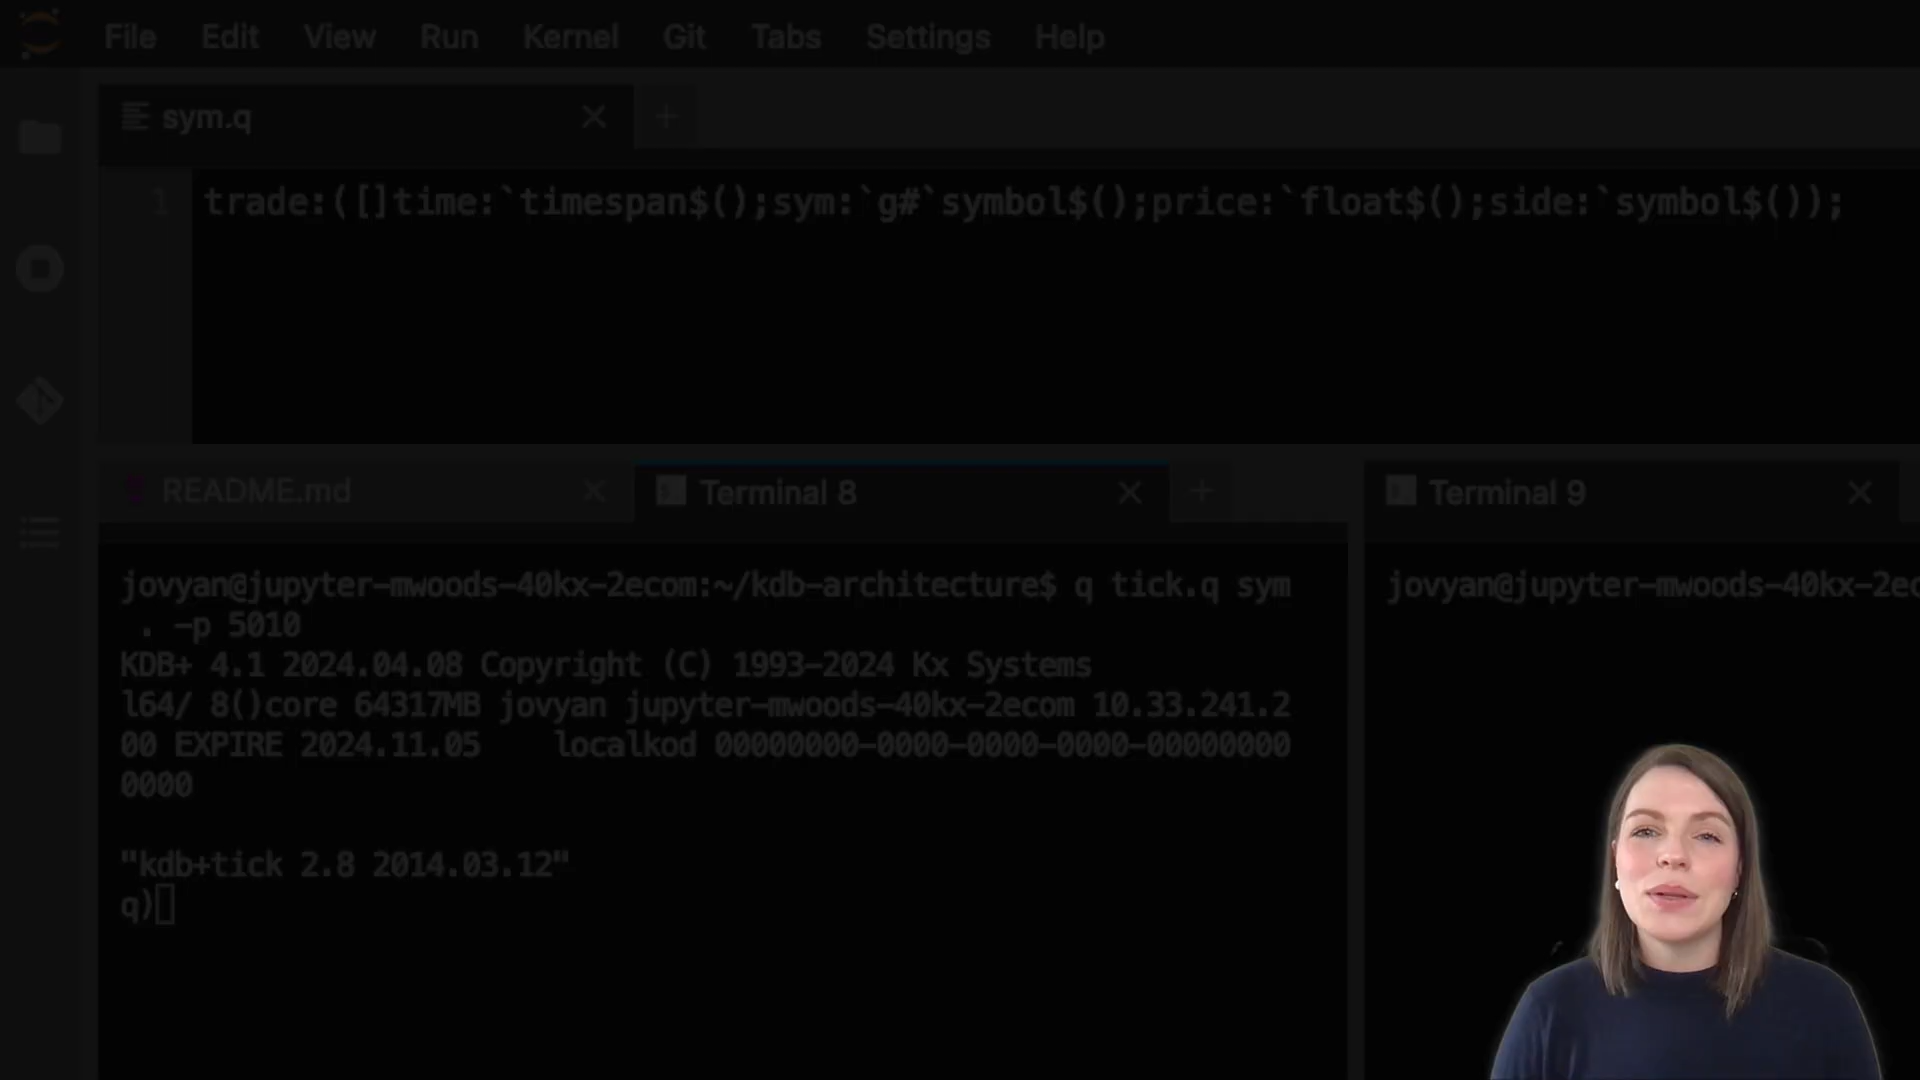 File Edit View Run Kernel Git Tabs Settings Help
sym.q
1 trade:([]time:`timespan$();sym:`g#`symbol$();price:`float$();side:`symbol$());
README.md
Terminal 8
Terminal 9
jovyan@jupyter-mwoods-40kx-2ecom:~/kdb-architecture$ q tick.q sym
. -p 5010
KDB+ 4.1 2024.04.08 Copyright (C) 1993-2024 Kx Systems
l64/ 8()core 64317MB jovyan jupyter-mwoods-40kx-2ecom 10.33.241.2
00 EXPIRE 2024.11.05 localkod 00000000-0000-0000-0000-00000000
0000
"kdb+tick 2.8 2014.03.12"
q)
jovyan@jupyter-mwoods-40kx-2ec